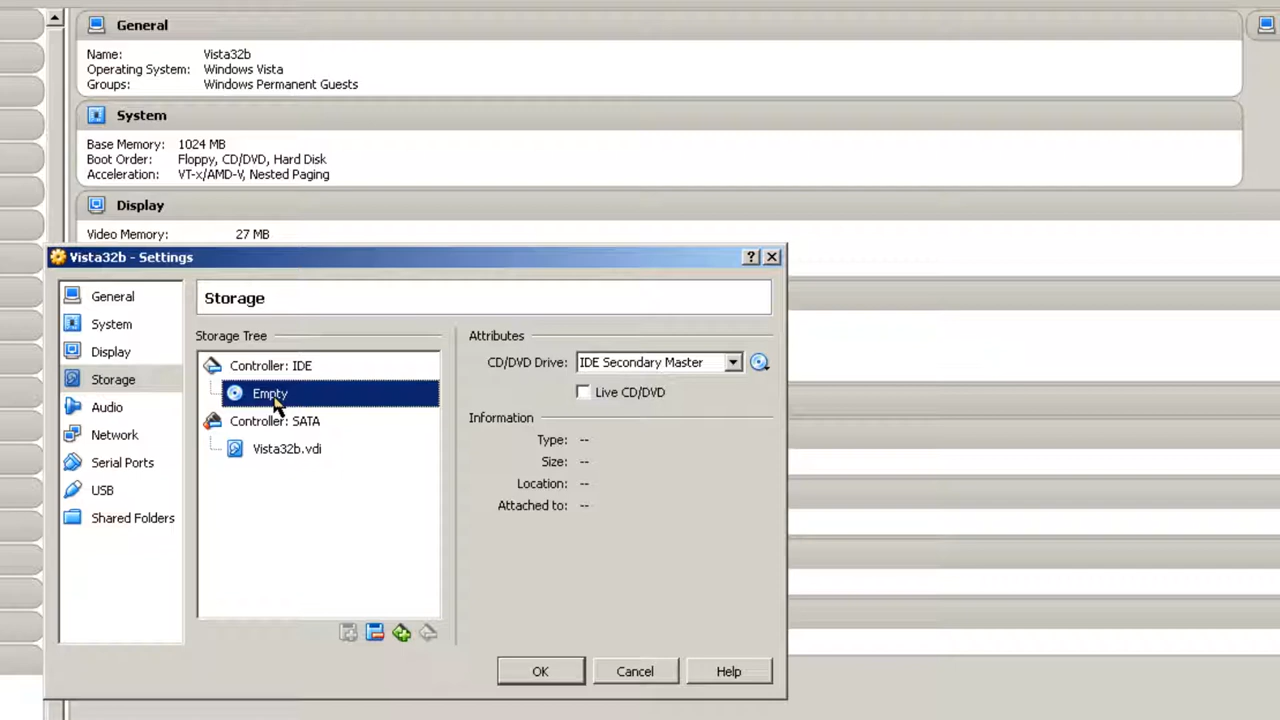 General
Name: Vista32b
Operating System: Windows Vista
Groups: Windows Permanent Guests
System
Base Memory: 1024 MB
Boot Order: Floppy, CD/DVD, Hard Disk
Acceleration: VT-x/AMD-V, Nested Paging
Display
Video Memory: 27 MB
Vista32b - Settings
?
General
System
Display
Storage
Audio
Network
Serial Ports
USB
Shared Folders
Storage
Storage Tree
Controller: IDE
Empty
Controller: SATA
Vista32b.vdi
Attributes
CD/DVD Drive: IDE Secondary Master
Live CD/DVD
Information
Type: --
Size: --
Location: --
Attached to: --
OK Cancel Help